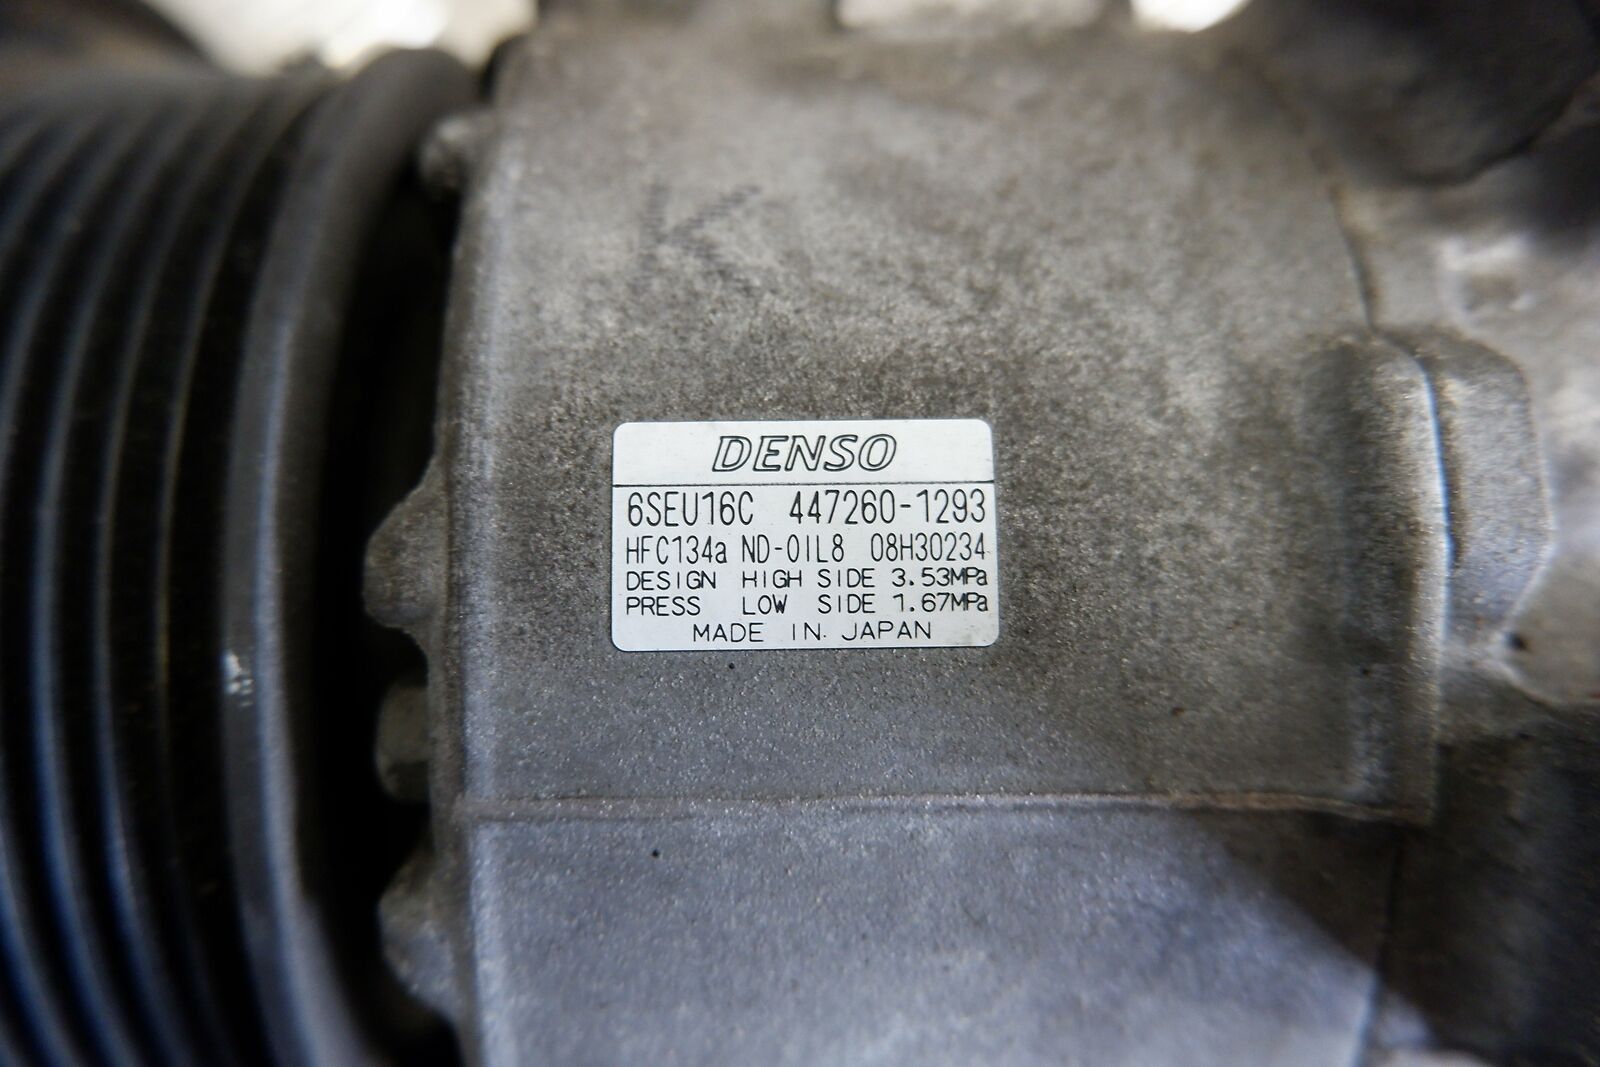 DENSO
6SEU16C 447260-1293
HFC134a ND-OIL8 08H30234
DESIGN HIGH SIDE 3.53MPa
PRESS LOW SIDE 1.67MPa
MADE IN JAPAN